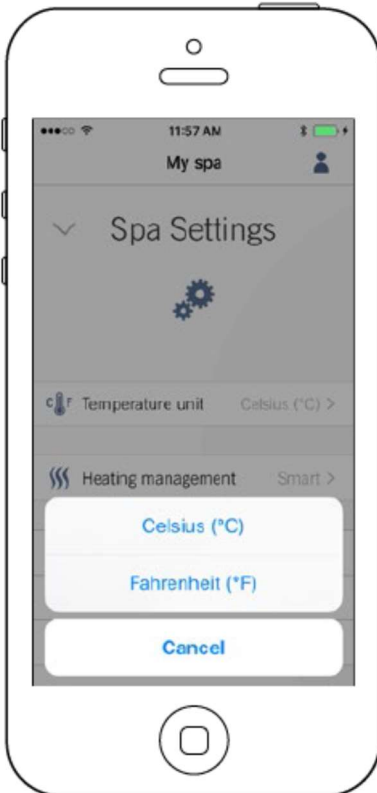 11:57 AM
My spa
Spa Settings
C F Temperature unit Celsius (°C) >
Heating management Smart >
Celsius (°C)
Fahrenheit (°F)
Cancel